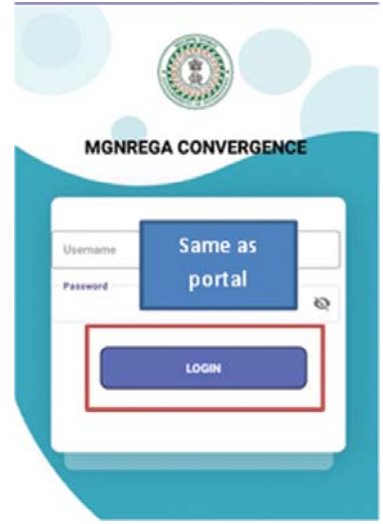 MGNREGA CONVERGENCE
Username
Same as
portal
Password
LOGIN